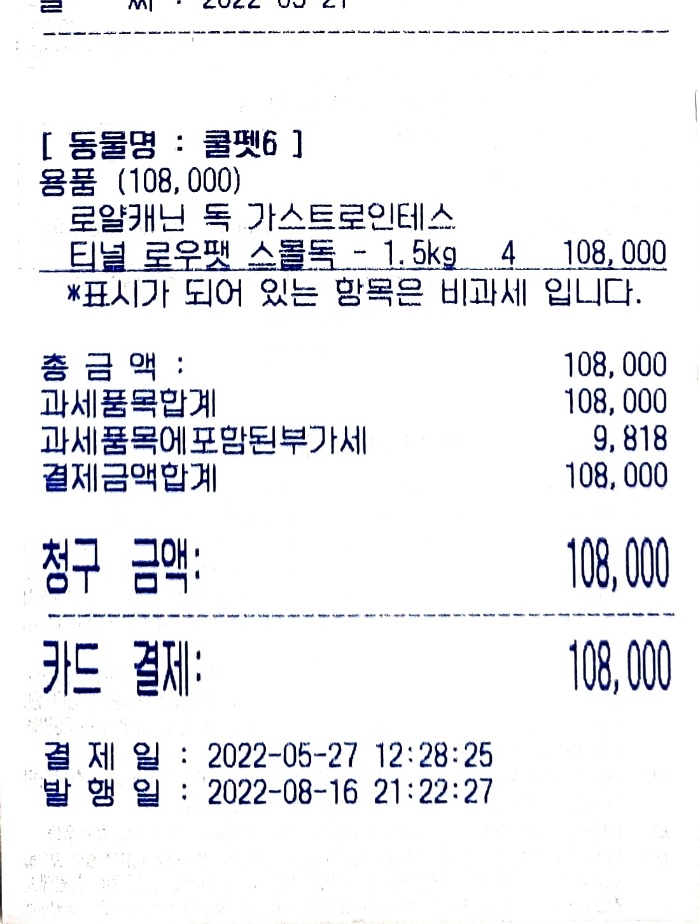 [ 동물명 : 쿨펫6 ]
용품 (108,000)
로얄캐닌 독 가스트로인테스
티널 로우팻 스몰독 - 1.5kg 4 108,000
*표시가 되어 있는 항목은 비과세 입니다.
총 금 액 : 108,000
과세품목합계 108,000
과세품목에포함된부가세 9,818
결제금액합계 108,000
청구 금액: 108,000
카드 결제: 108,000
결 제 일 : 2022-05-27 12:28:25
발 행 일 : 2022-08-16 21:22:27